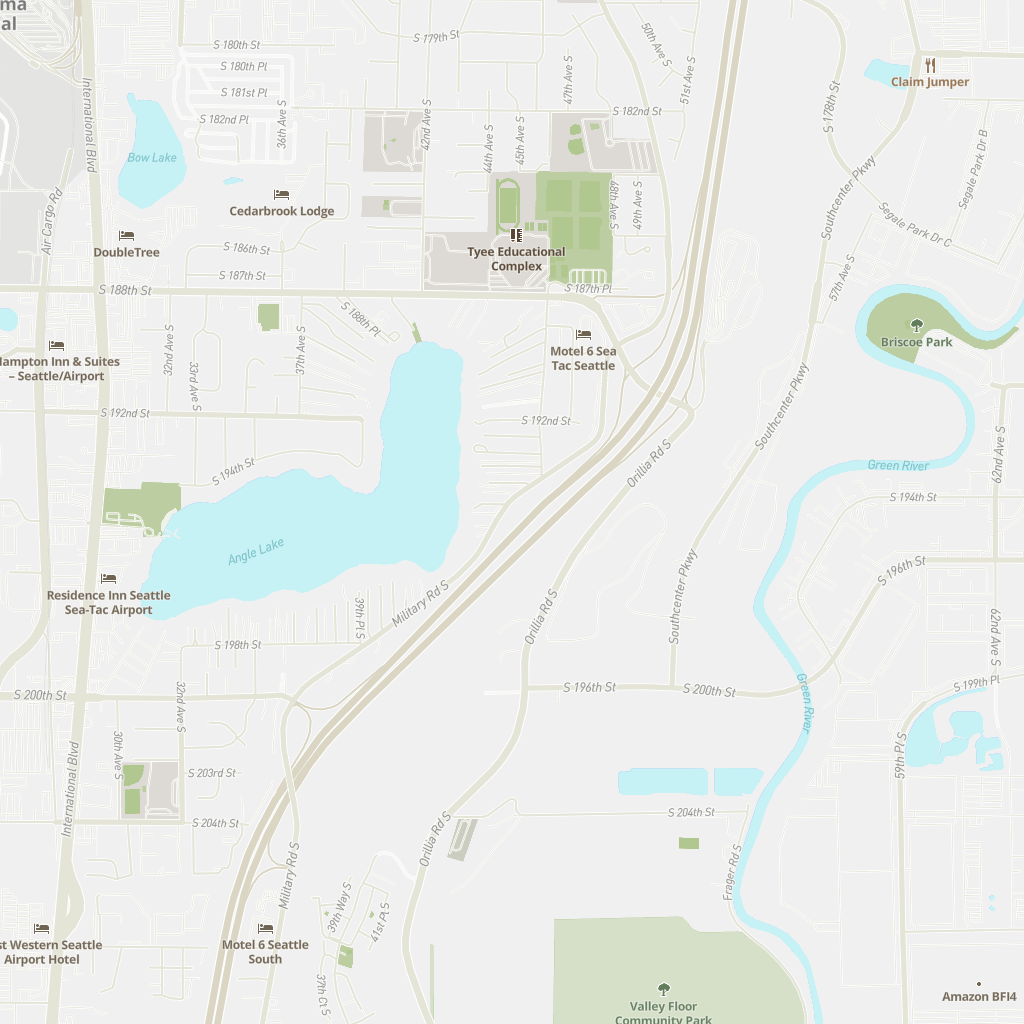 ma
al
S 180th St
S 179th St
50th Ave S
51st Ave S
47th Ave S
S 180th Pl
International Blvd
S 181st Pl
36th Ave S
42nd Ave S
S 182nd St
S 178th St
Claim Jumper
S 182nd Pl
44th Ave S
45th Ave S
Segale Park Dr B
Bow Lake
Air Cargo Rd
Southcenter Pkwy
Cedarbrook Lodge
48th Ave S
49th Ave S
Segale Park Dr C
DoubleTree
S 186th St
Tyee Educational
Complex
S 187th St
S 187th Pl
57th Ave S
S 188th St
S 188th Pl
Briscoe Park
32nd Ave S
33rd Ave S
37th Ave S
Hampton Inn & Suites
– Seattle/Airport
Motel 6 Sea
Tac Seattle
Southcenter Pkwy
S 192nd St
S 192nd St
Orillia Rd S
62nd Ave S
Green River
S 194th St
S 194th St
Angle Lake
Southcenter Pkwy
S 196th St
Residence Inn Seattle
Sea-Tac Airport
39th Pl S
Military Rd S
Orillia Rd S
62nd Ave S
S 198th St
S 200th St
32nd Ave S
S 196th St
S 200th St
Green River
S 199th Pl
30th Ave S
International Blvd
S 203rd St
59th Pl S
S 204th St
S 204th St
Orillia Rd S
Military Rd S
Frager Rd S
39th Way S
41st Pl S
st Western Seattle
Airport Hotel
Motel 6 Seattle
South
37th Ct S
Valley Floor
Community Park
Amazon BFI4